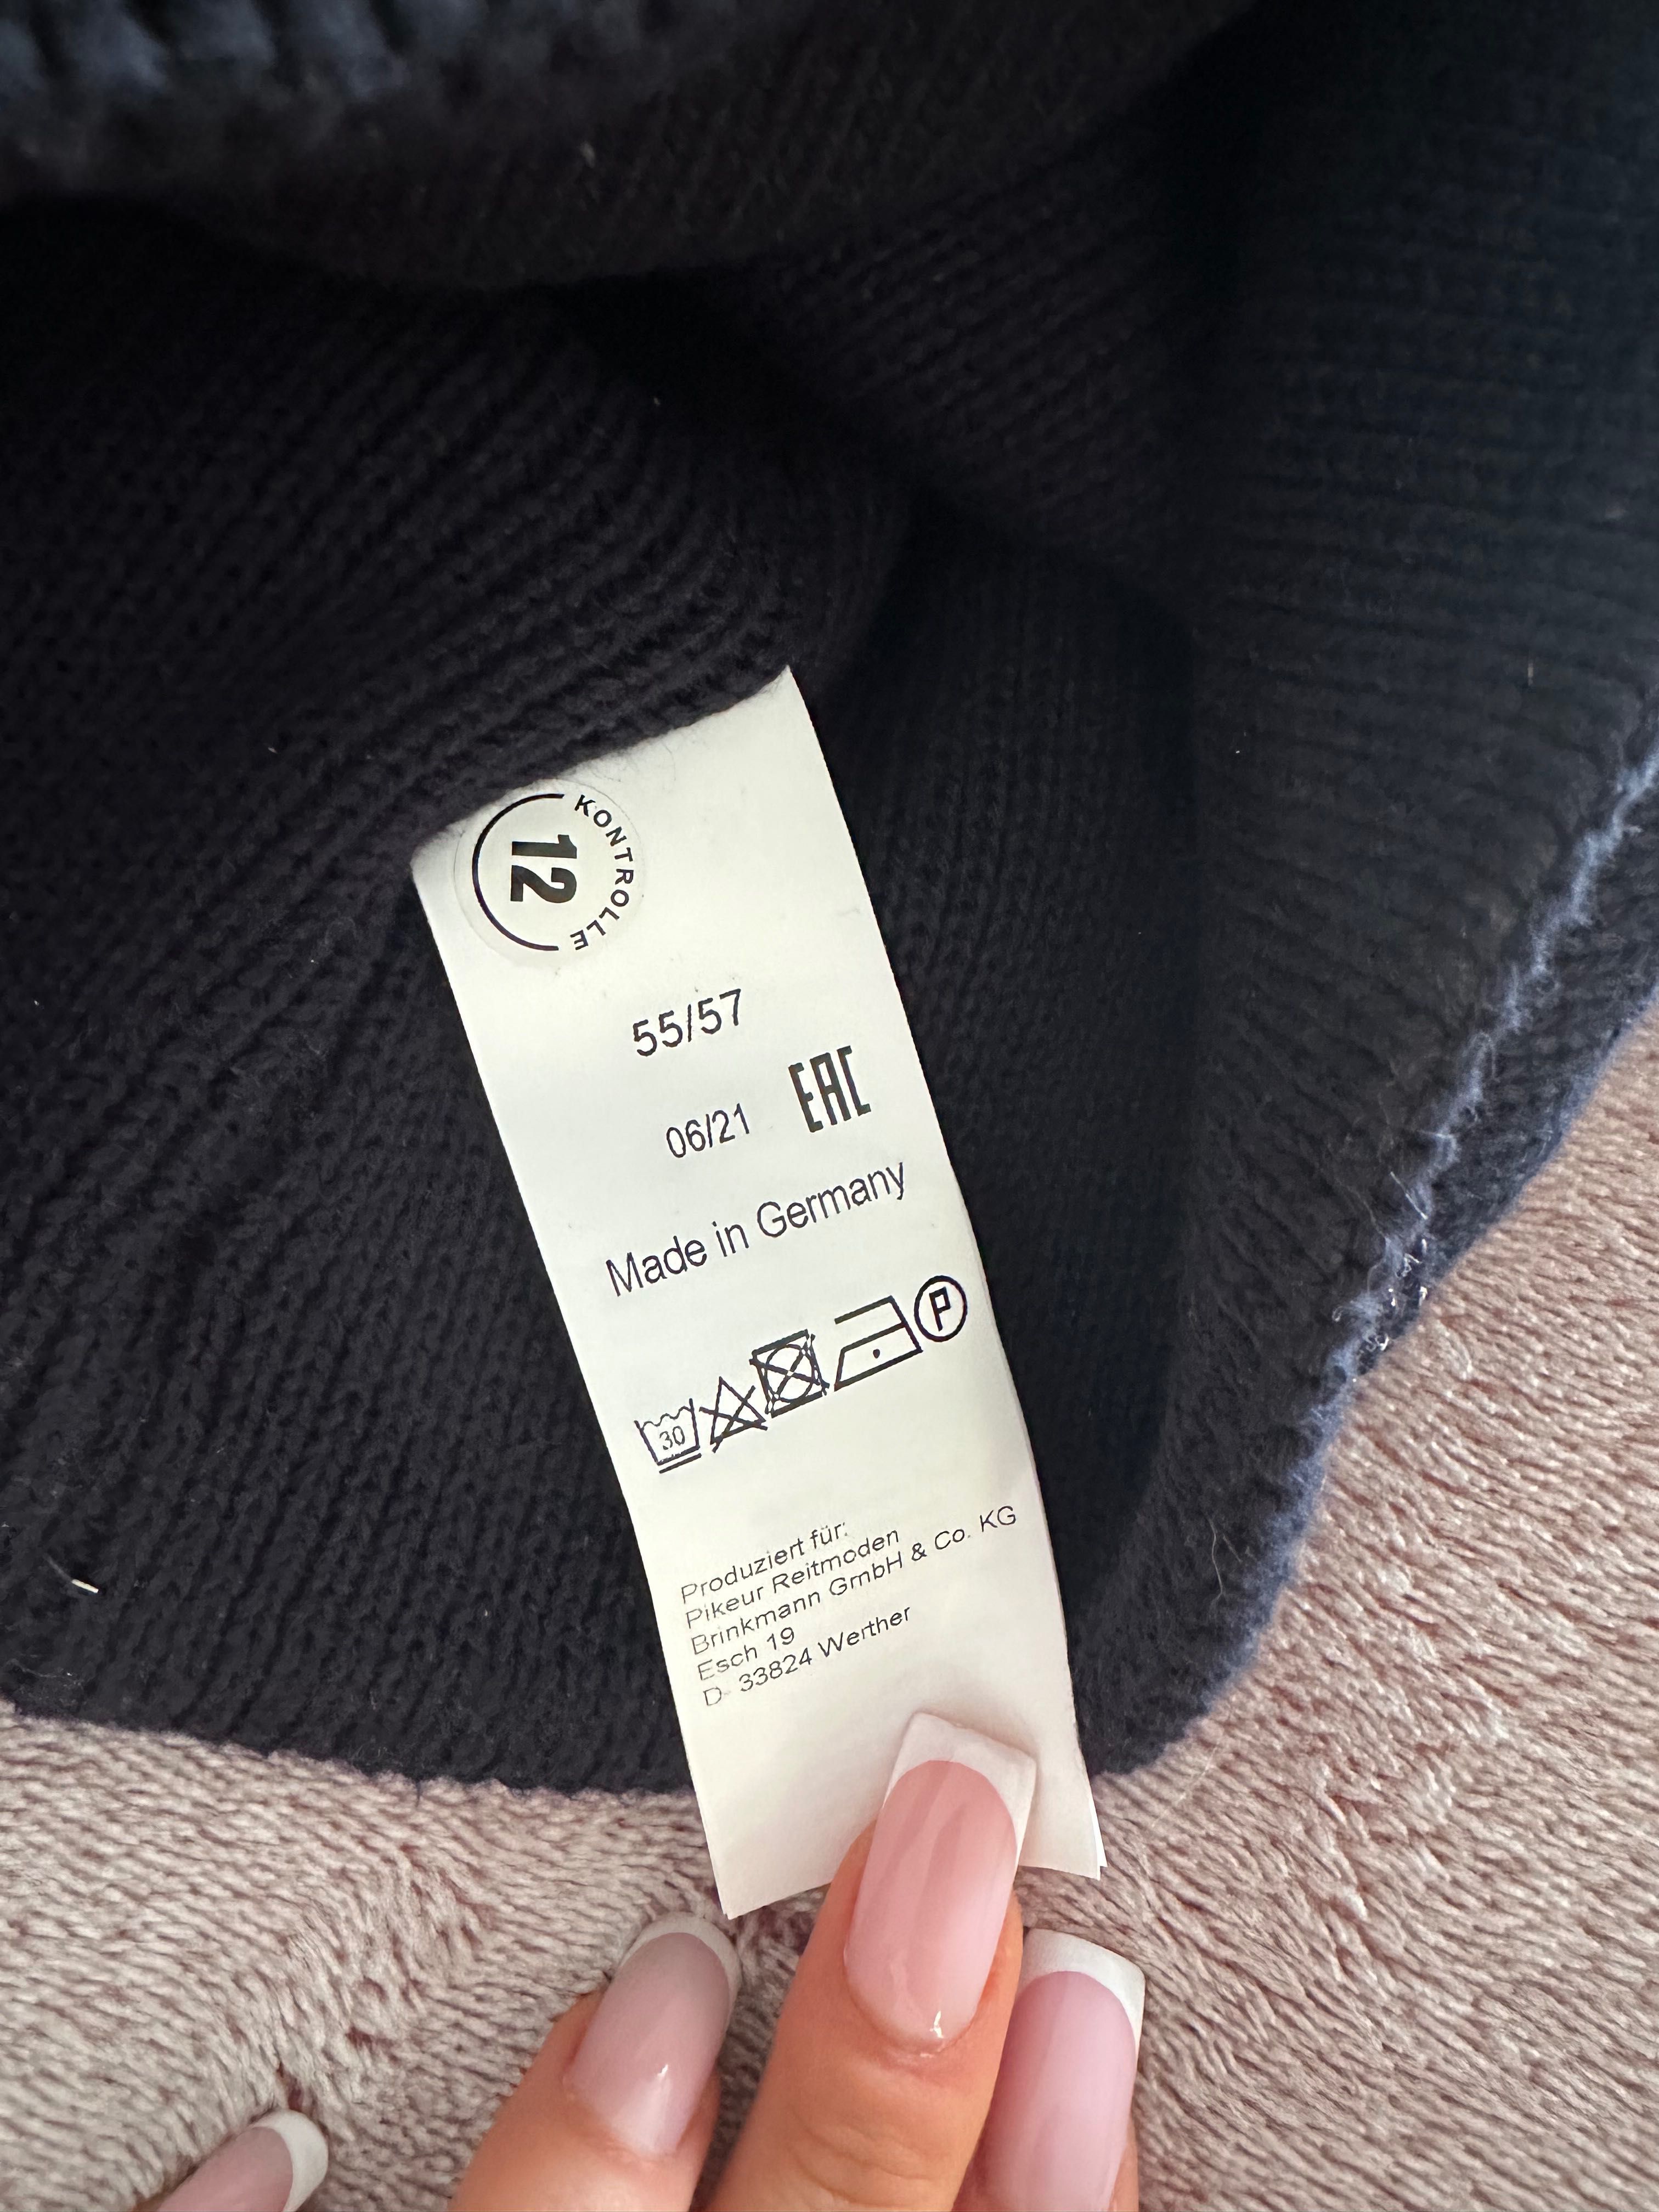 KONTROLLE
12
55/57
06/21 EAC
Made in Germany
30 P
Produziert für:
Pikeur Reitmoden
Brinkmann GmbH & Co. KG
Esch 19
D- 33824 Werther